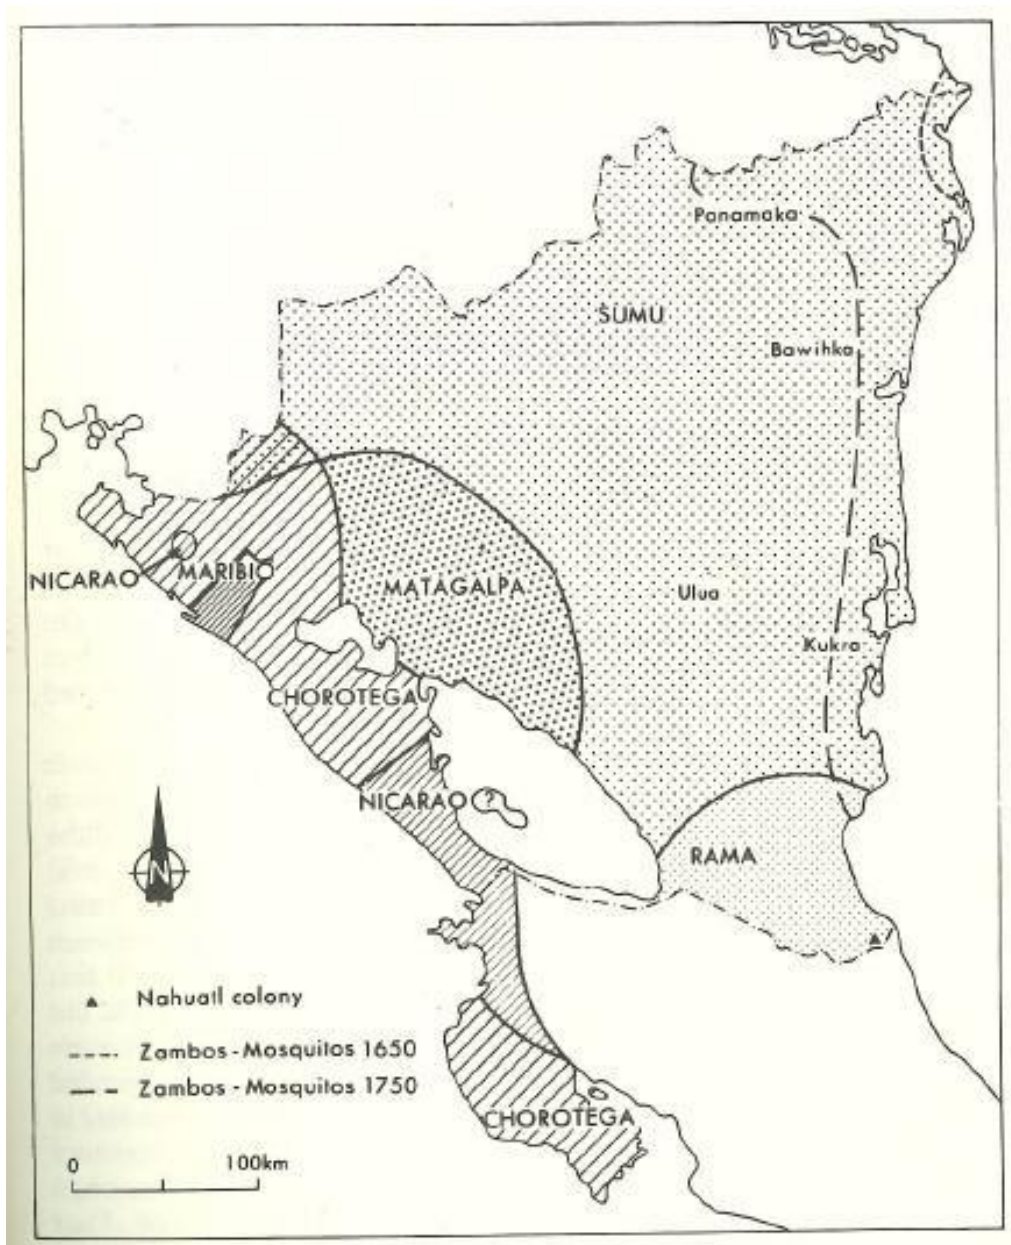 Panamaka
SUMU
Bawihka
NICARAO
MARIBIO
MATAGALPA
Ulua
Kukra
CHOROTEGA
NICARAO (?)
RAMA
N
Nahuatl colony
Zambos - Mosquitos 1650
Zambos - Mosquitos 1750
CHOROTEGA
0 100km